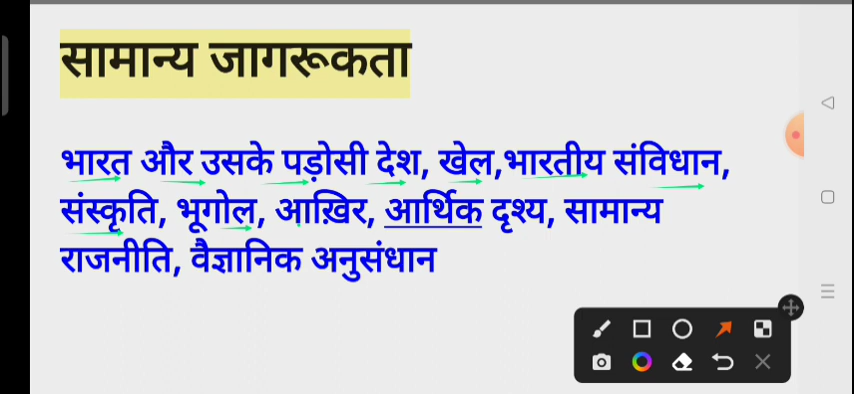 सामान्य जागरूकता
भारत और उसके पड़ोसी देश, खेल,भारतीय संविधान,
संस्कृति, भूगोल, आख़िर, आर्थिक दृश्य, सामान्य
राजनीति, वैज्ञानिक अनुसंधान